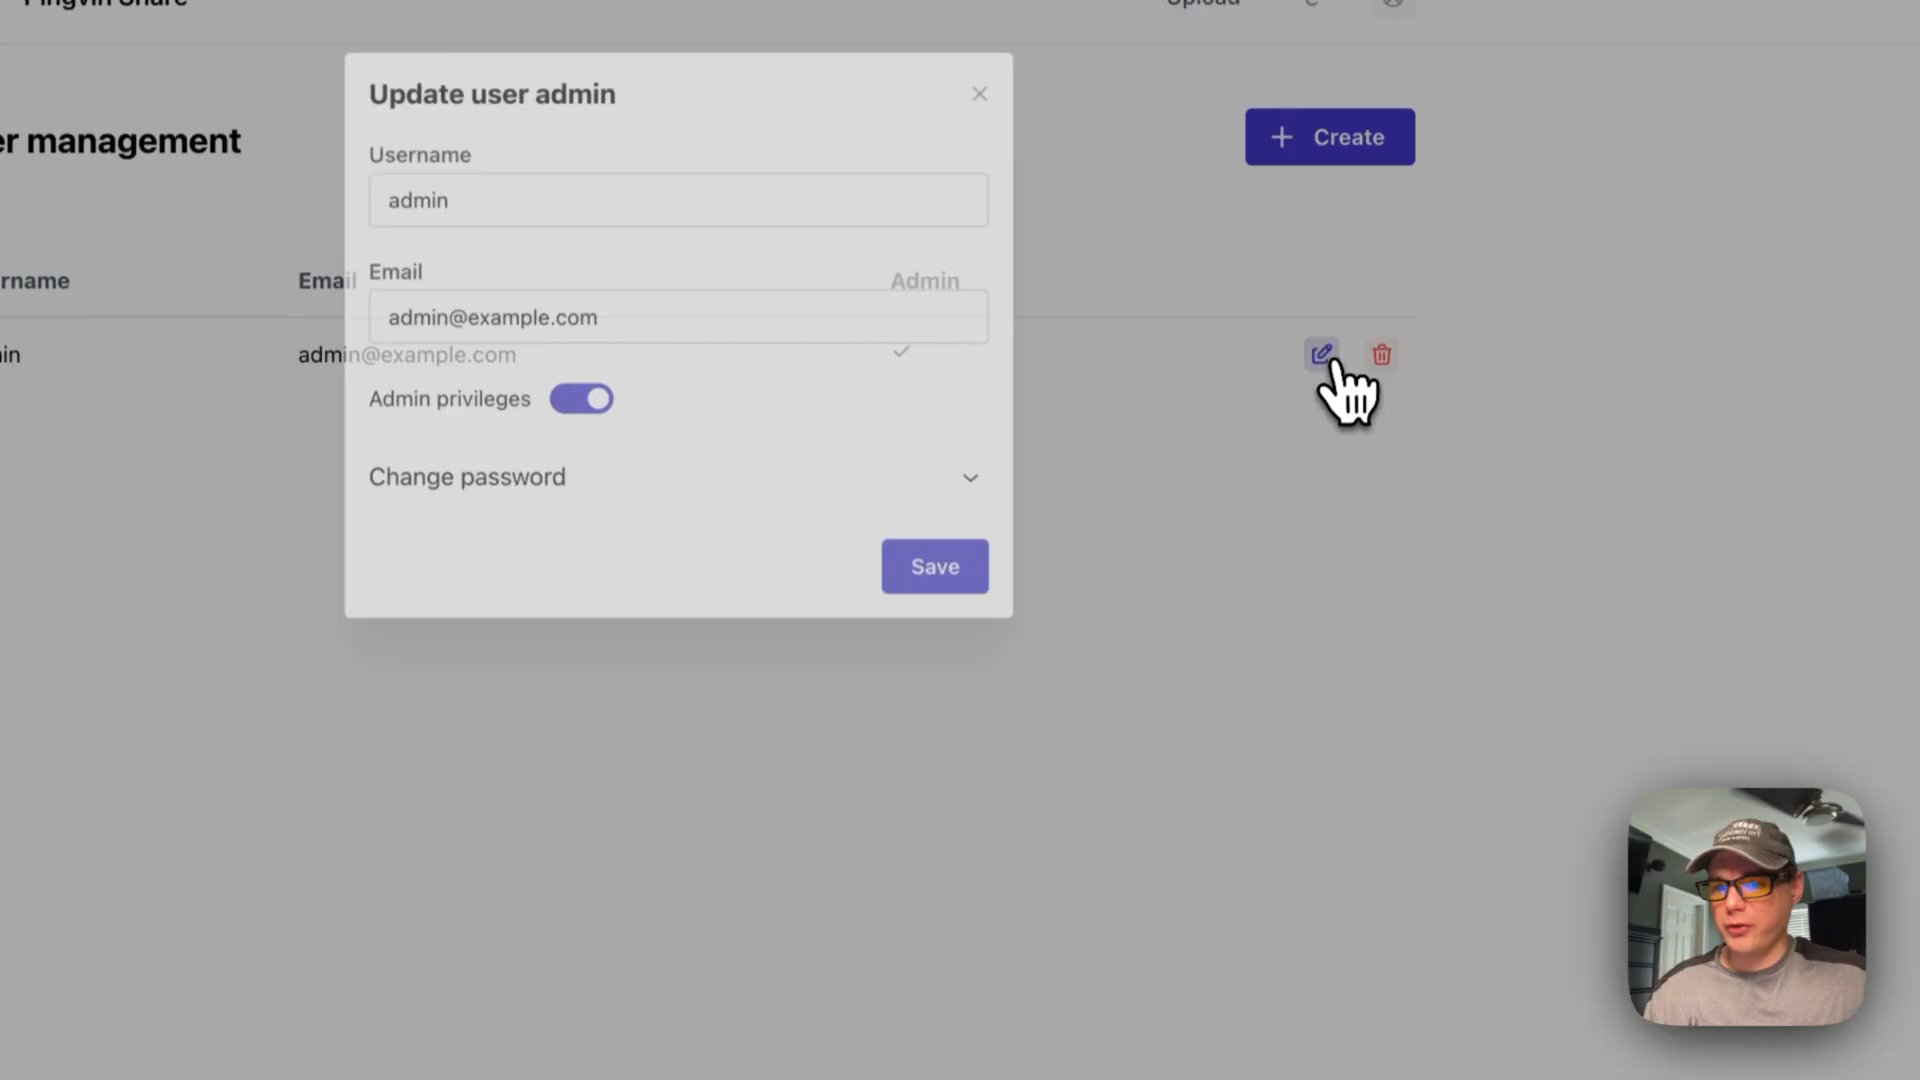 Pingvin Share
Upload
Update user admin
er management
Create
Username
admin
rname
Email
Email
Admin
admin@example.com
in
admin@example.com
Admin privileges
Change password
Save